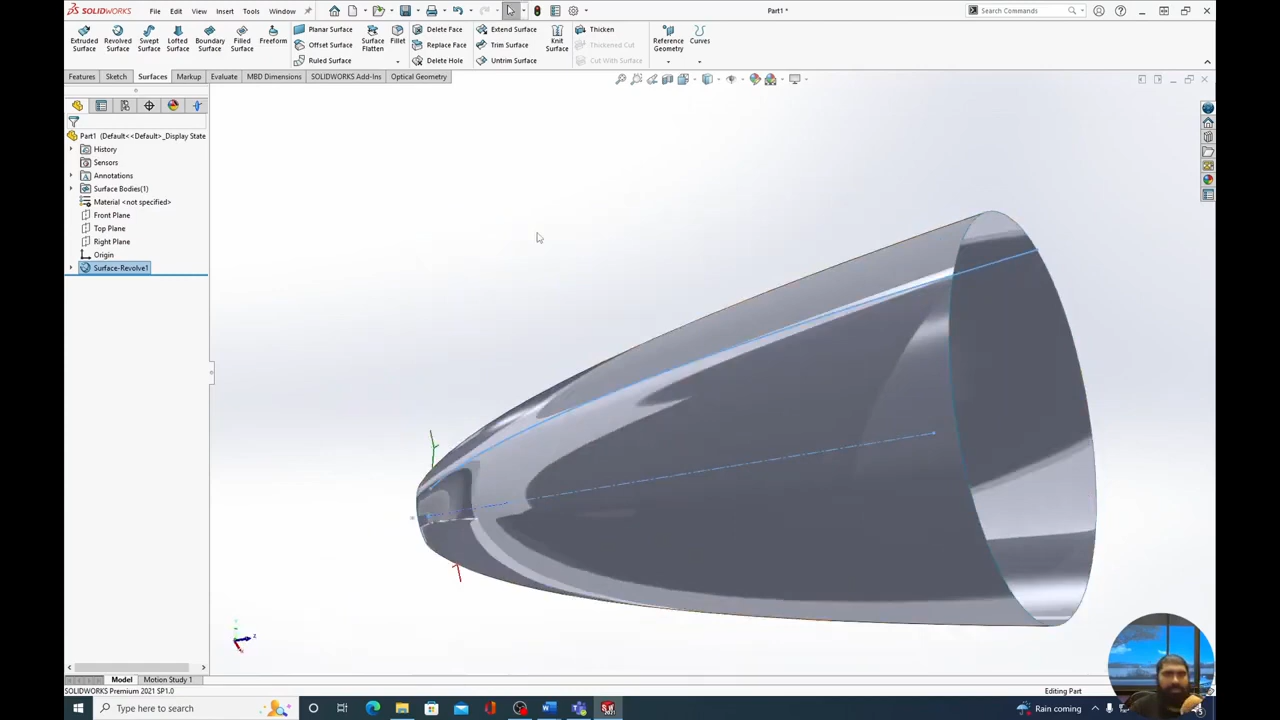 SOLIDWORKS
File
Edit
View
Insert
Tools
Window
Part1 *
Search Commands
Extruded Surface
Revolved Surface
Swept Surface
Lofted Surface
Boundary Surface
Filled Surface
Freeform
Planar Surface
Offset Surface
Ruled Surface
Surface Flatten
Fillet
Delete Face
Replace Face
Delete Hole
Extend Surface
Trim Surface
Untrim Surface
Knit Surface
Thicken
Thickened Cut
Cut With Surface
Reference Geometry
Curves
Features
Sketch
Surfaces
Markup
Evaluate
MBD Dimensions
SOLIDWORKS Add-Ins
Optical Geometry
Part1 (Default<<Default>_Display State
History
Sensors
Annotations
Surface Bodies(1)
Material <not specified>
Front Plane
Top Plane
Right Plane
Origin
Surface-Revolve1
Model
Motion Study 1
SOLIDWORKS Premium 2021 SP1.0
Editing Part
Type here to search
Rain coming